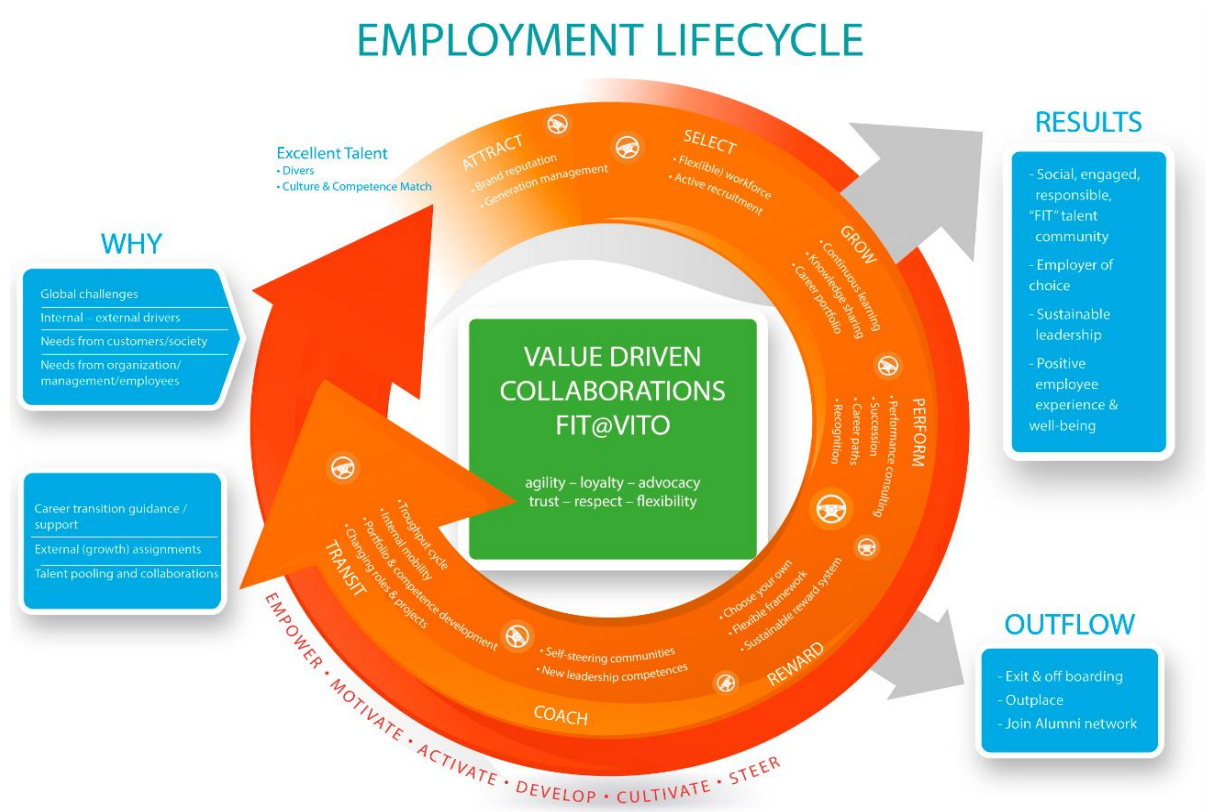 EMPLOYMENT LIFECYCLE
Excellent Talent
• Divers
• Culture & Competence Match
WHY
Global challenges
Internal – external drivers
Needs from customers/society
Needs from organization/
management/employees
Career transition guidance /
support
External (growth) assignments
Talent pooling and collaborations
ATTRACT
• Brand reputation
• Generation management
SELECT
• Flex(ible) workforce
• Active recruitment
GROW
• Continuous learning
• Knowledge sharing
• Career portfolio
PERFORM
• Performance consulting
• Succession
• Career paths
• Recognition
REWARD
• Choose your own
• Flexible framework
• Sustainable reward system
COACH
• Self-steering communities
• New leadership competences
TRANSIT
• Troughput cycle
• Internal mobility
• Portfolio & competence development
• Changing roles & projects
VALUE DRIVEN
COLLABORATIONS
FIT@VITO
agility – loyalty – advocacy
trust – respect – flexibility
EMPOWER • MOTIVATE • ACTIVATE • DEVELOP • CULTIVATE • STEER
RESULTS
- Social, engaged,
responsible,
"FIT" talent
community
- Employer of
choice
- Sustainable
leadership
- Positive
employee
experience &
well-being
OUTFLOW
- Exit & off boarding
- Outplace
- Join Alumni network